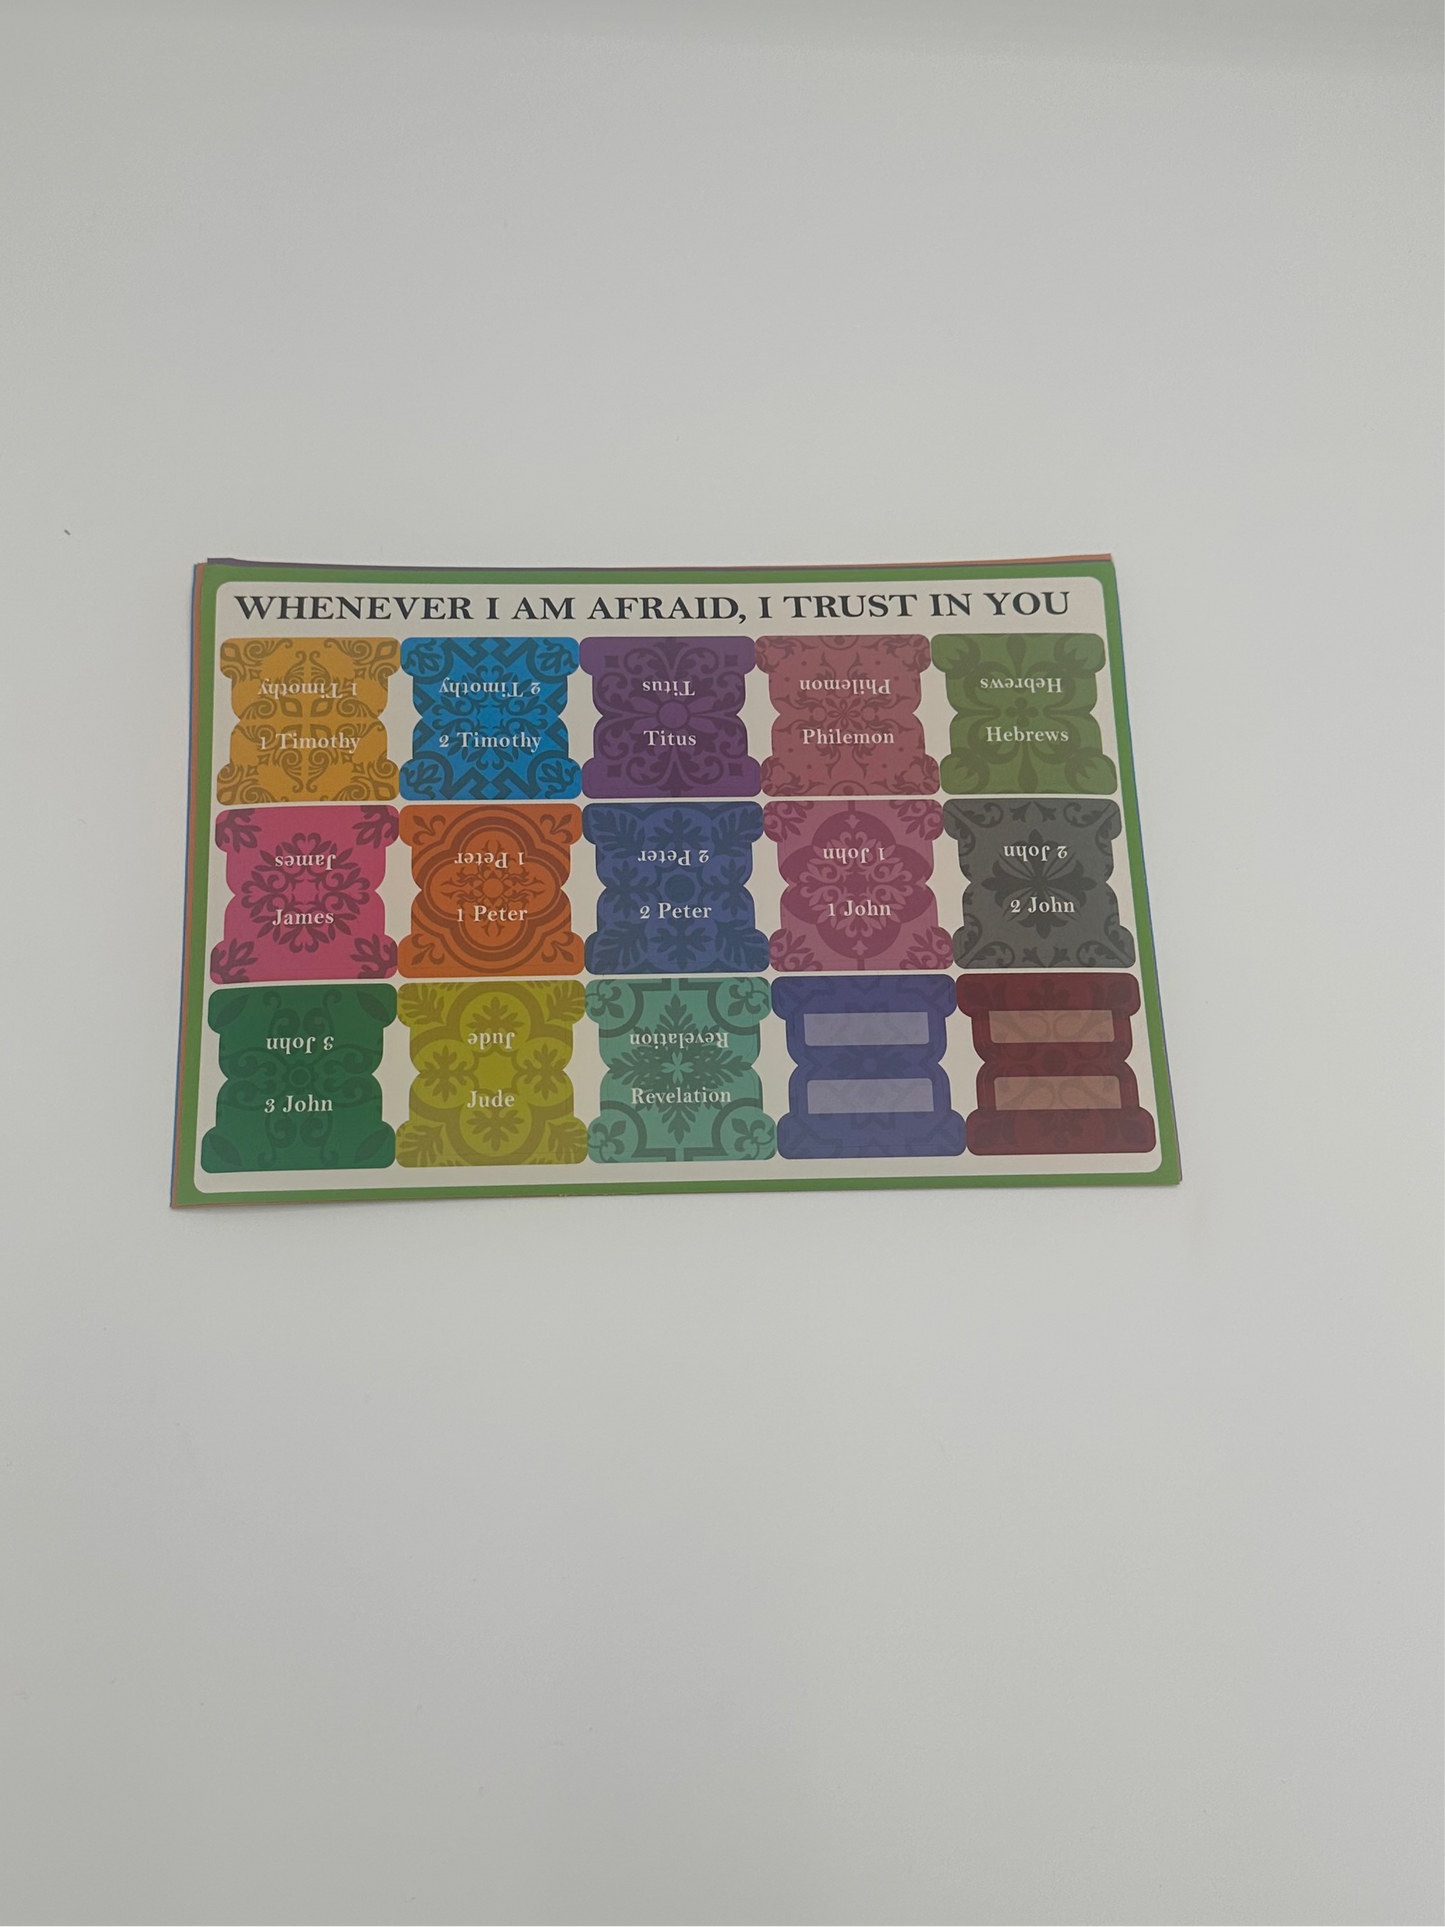 WHENEVER I AM AFRAID, I TRUST IN YOU
1 Timothy 2 Timothy Titus Philemon Hebrews
1 Timothy 2 Timothy Titus Philemon Hebrews
James 1 Peter 2 Peter 1 John 2 John
James 1 Peter 2 Peter 1 John 2 John
3 John Jude Revelation
3 John Jude Revelation